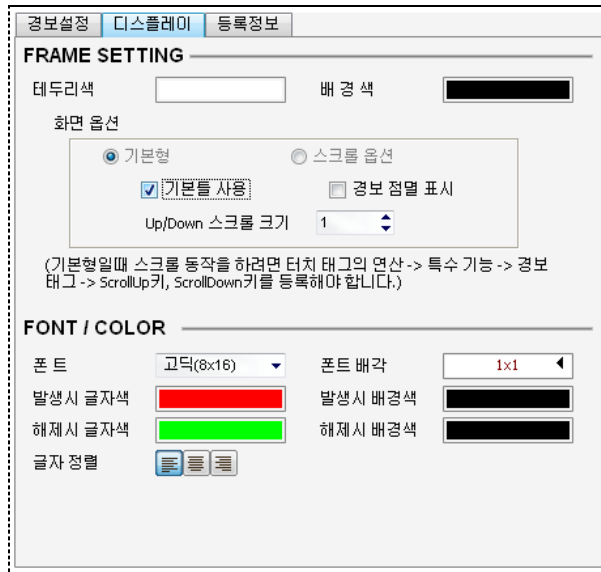 경보설정 디스플레이 등록정보
FRAME SETTING
테두리색 배 경 색
화면 옵션
기본형 스크롤 옵션
기본틀 사용 경보 점멸 표시
Up/Down 스크롤 크기 1
(기본형일때 스크롤 동작을 하려면 터치 태그의 연산 -> 특수 기능 -> 경보
태그 -> ScrollUp키, ScrollDown키를 등록해야 합니다.)
FONT / COLOR
폰 트 고딕(8x16) 폰트 배각 1x1
발생시 글자색 발생시 배경색
해제시 글자색 해제시 배경색
글자 정렬